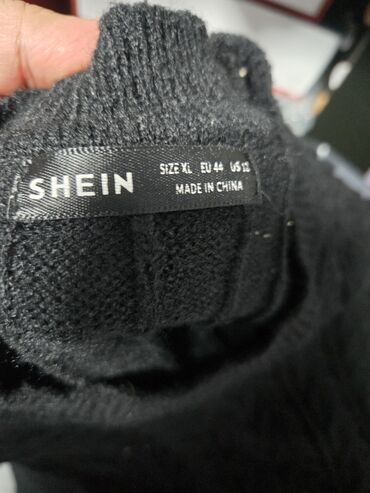 SHEIN
SIZE XL EU 44 US 12
MADE IN CHINA